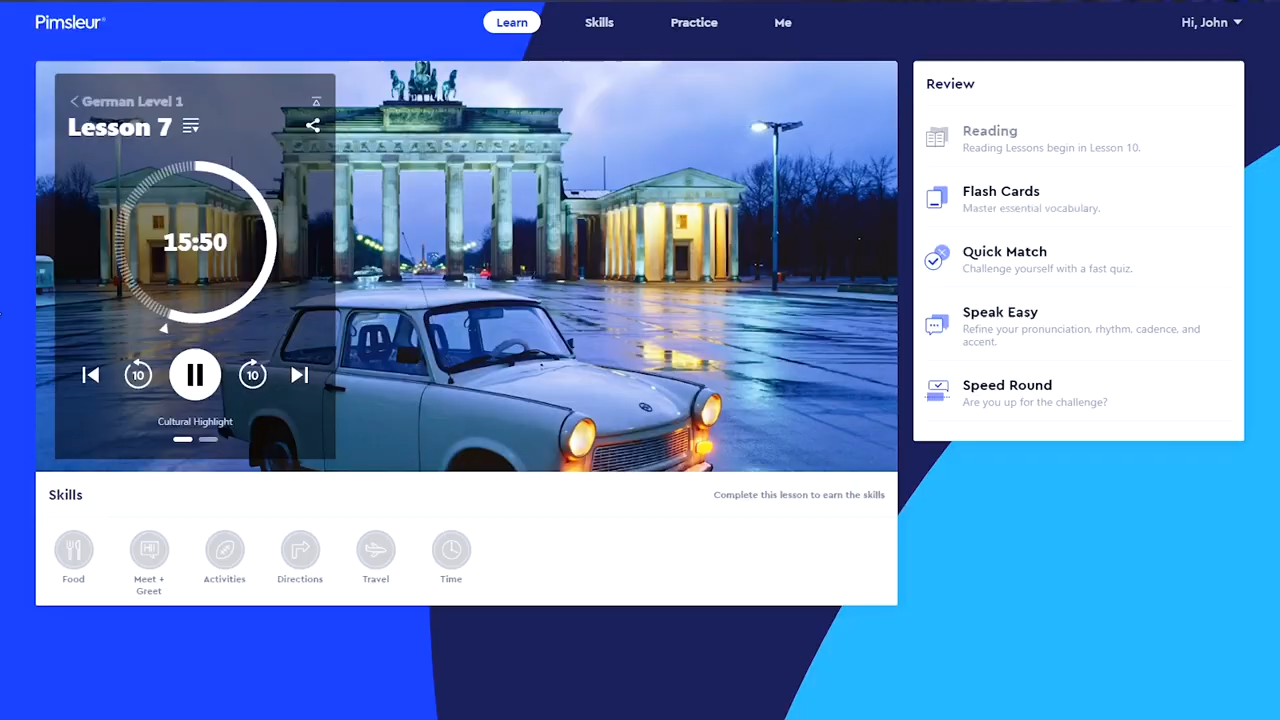 Pimsleur®
Learn
Skills
Practice
Me
Hi, John
German Level 1
Lesson 7
15:50
10
10
Cultural Highlight
Review
Reading
Reading Lessons begin in Lesson 10.
Flash Cards
Master essential vocabulary.
Quick Match
Challenge yourself with a fast quiz.
Speak Easy
Refine your pronunciation, rhythm, cadence, and
accent.
Speed Round
Are you up for the challenge?
Skills
Complete this lesson to earn the skills
HI!
Food
Meet +
Greet
Activities
Directions
Travel
Time